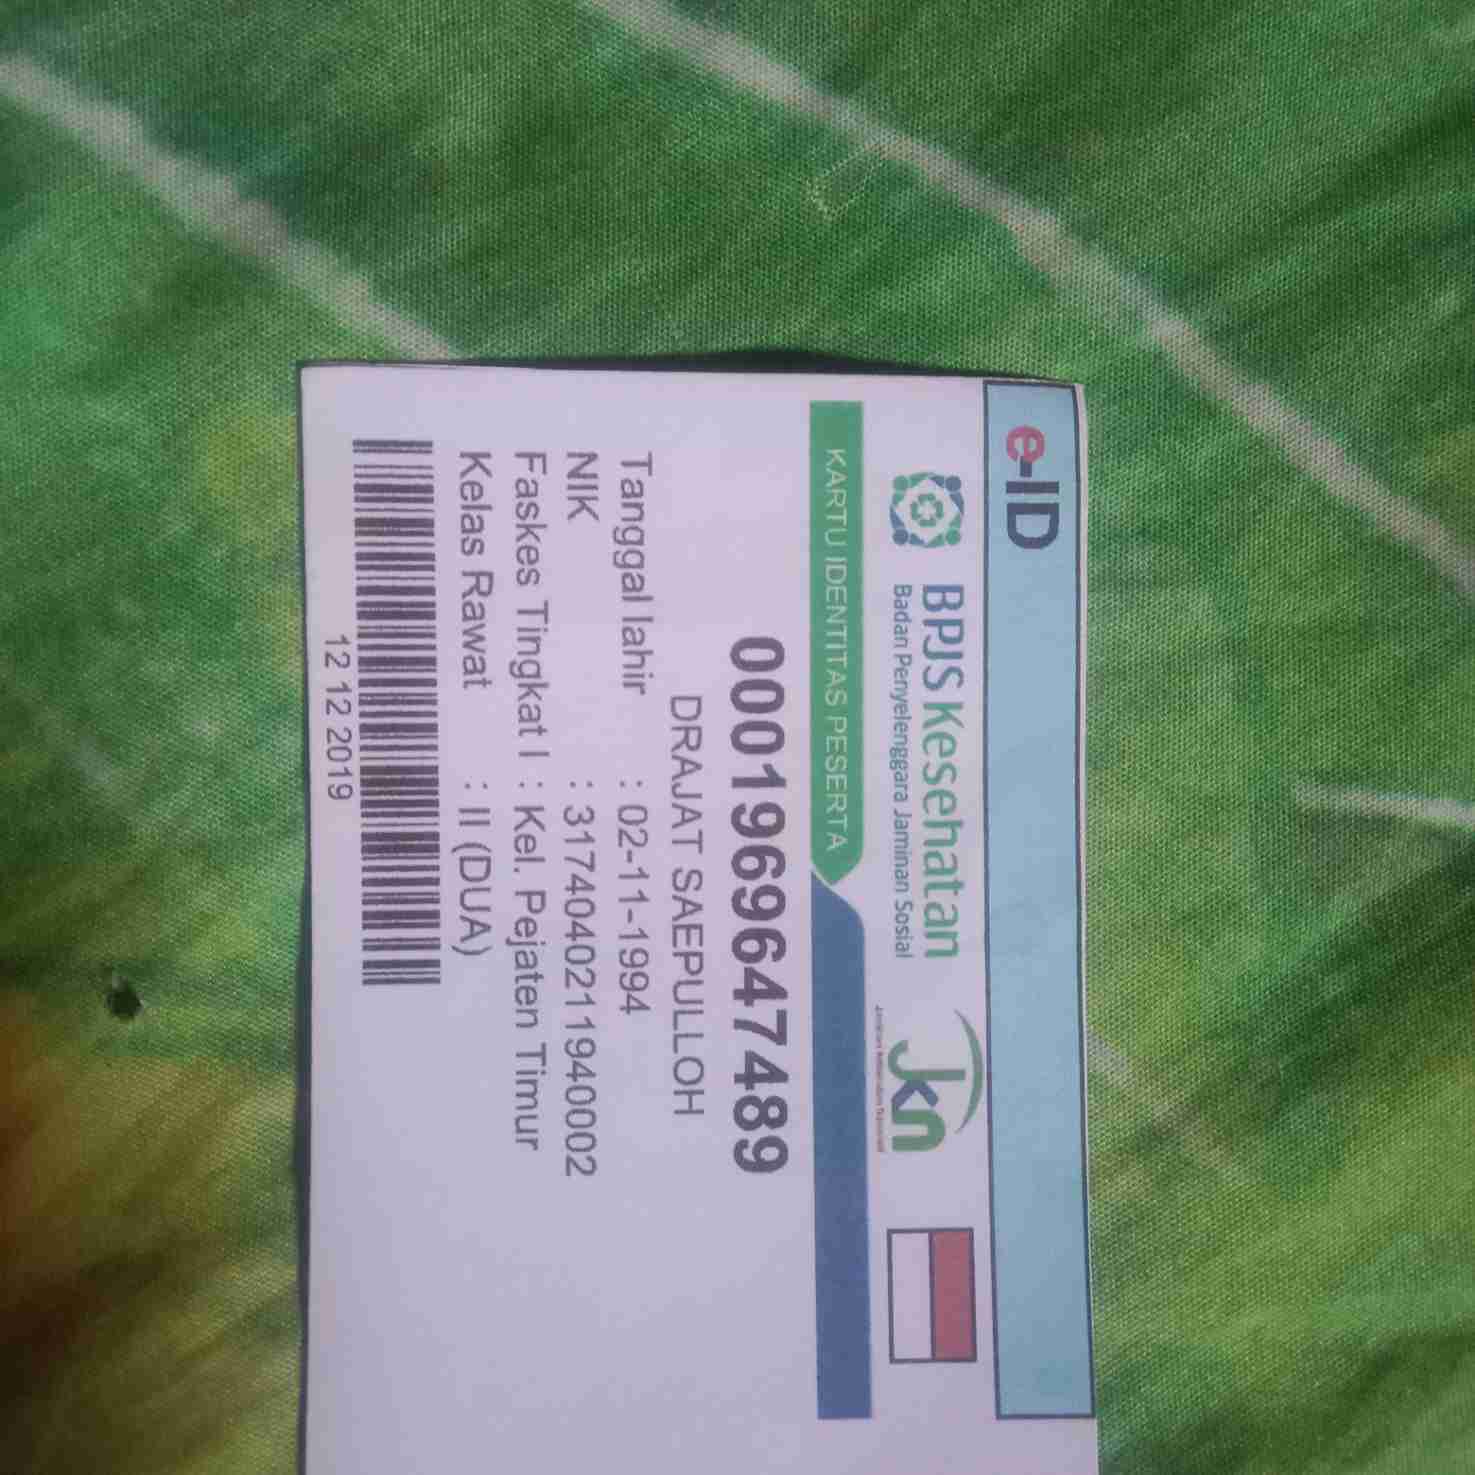 e-ID
BPJS Kesehatan
Badan Penyelenggara Jaminan Sosial
JKN
KARTU IDENTITAS PESERTA
0001969647489
DRAJAT SAEPULLOH
Tanggal lahir : 02-11-1994
NIK : 3174040211940002
Faskes Tingkat I : Kel. Pejaten Timur
Kelas Rawat : II (DUA)
12 12 2019